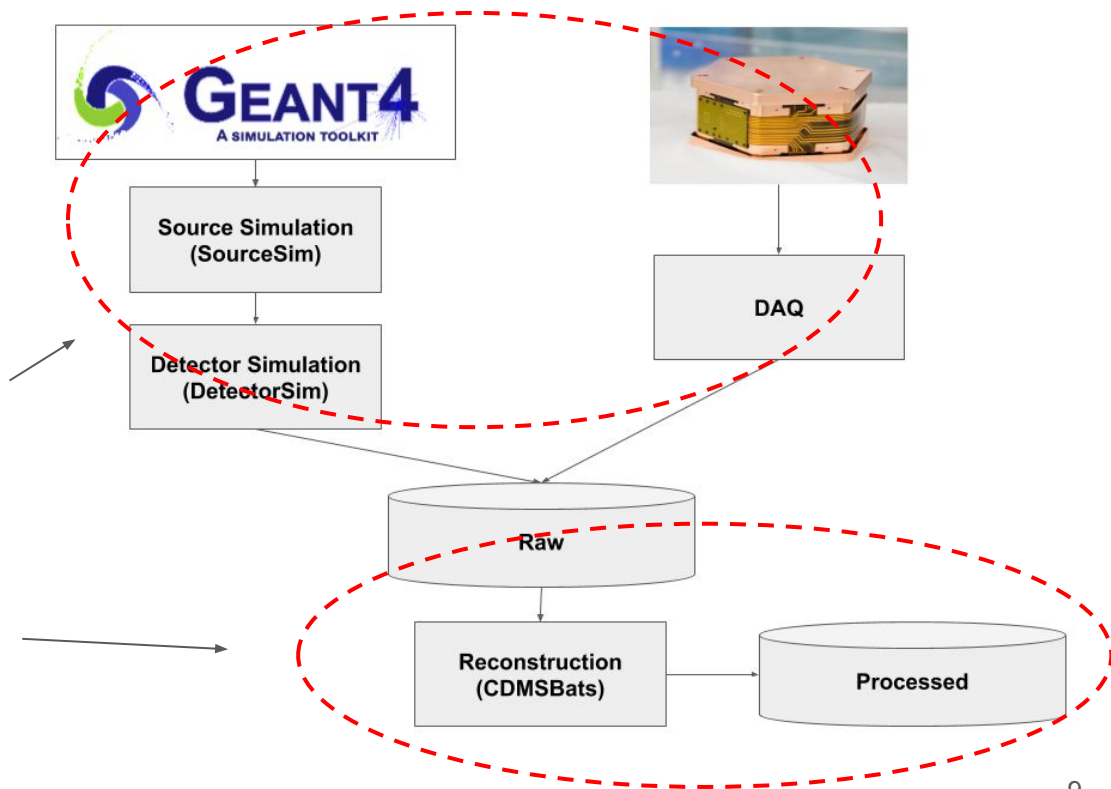 GEANT4
A SIMULATION TOOLKIT
Source Simulation
(SourceSim)
DAQ
Detector Simulation
(DetectorSim)
Raw
Reconstruction
(CDMSBats)
Processed